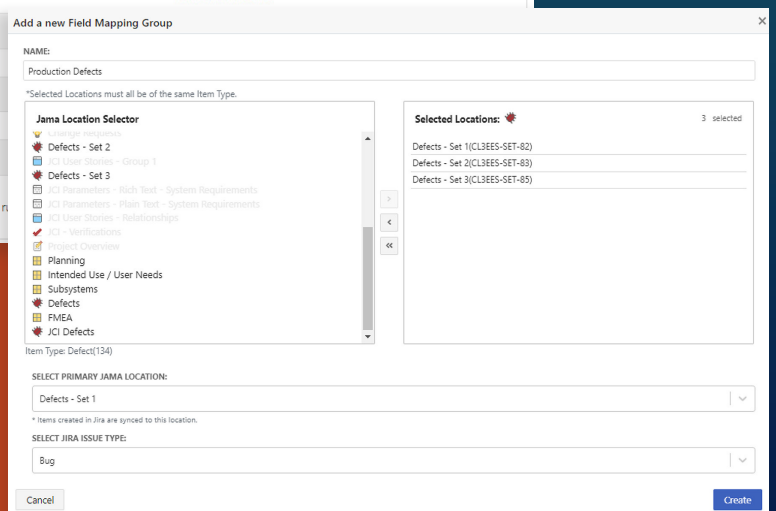 Add a new Field Mapping Group
NAME:
Production Defects
*Selected Locations must all be of the same Item Type.
Jama Location Selector
Change Requests
Defects - Set 2
JCI User Stories - Group 1
Defects - Set 3
JCI Parameters - Rich Text - System Requirements
JCI Parameters - Plain Text - System Requirements
JCI User Stories - Relationships
JCI - Verifications
Project Overview
Planning
Intended Use / User Needs
Subsystems
Defects
FMEA
JCI Defects
Item Type: Defect(134)
Selected Locations:
3 selected
Defects - Set 1(CL3EES-SET-82)
Defects - Set 2(CL3EES-SET-83)
Defects - Set 3(CL3EES-SET-85)
SELECT PRIMARY JAMA LOCATION:
Defects - Set 1
* Items created in Jira are synced to this location.
SELECT JIRA ISSUE TYPE:
Bug
Cancel
Create